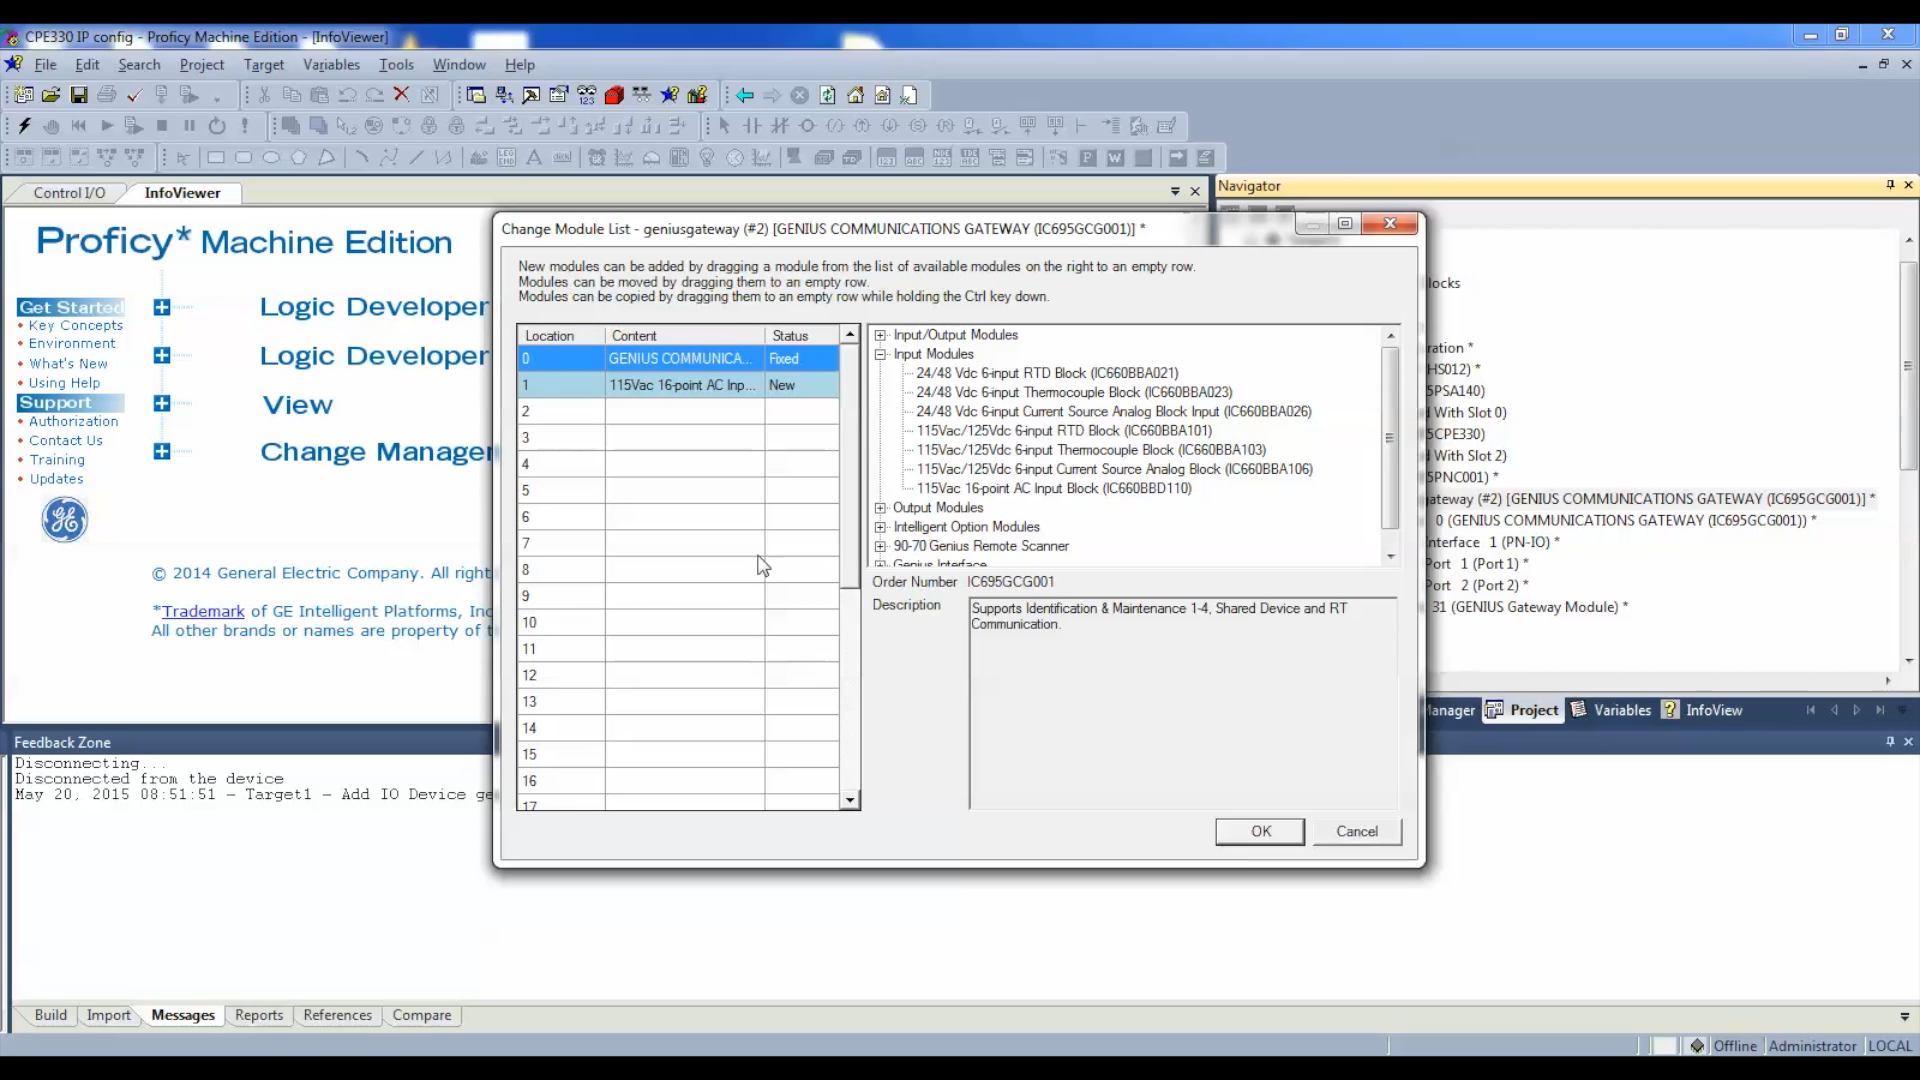 CPE330 IP config - Proficy Machine Edition - [InfoViewer]
File Edit Search Project Target Variables Tools Window Help
Control I/O InfoViewer
Navigator
Proficy* Machine Edition
Get Started
• Key Concepts
• Environment
• What's New
• Using Help
Support
• Authorization
• Contact Us
• Training
• Updates
Logic Developer
Logic Developer
View
Change Manager
© 2014 General Electric Company. All right
*Trademark of GE Intelligent Platforms, Inc
All other brands or names are property of t
Change Module List - geniusgateway (#2) [GENIUS COMMUNICATIONS GATEWAY (IC695GCG001)] *
New modules can be added by dragging a module from the list of available modules on the right to an empty row.
Modules can be moved by dragging them to an empty row.
Modules can be copied by dragging them to an empty row while holding the Ctrl key down.
Location Content Status
0 GENIUS COMMUNICA... Fixed
1 115Vac 16-point AC Inp... New
2
3
4
5
6
7
8
9
10
11
12
13
14
15
16
17
Input/Output Modules
Input Modules
24/48 Vdc 6-input RTD Block (IC660BBA021)
24/48 Vdc 6-input Thermocouple Block (IC660BBA023)
24/48 Vdc 6-input Current Source Analog Block Input (IC660BBA026)
115Vac/125Vdc 6-input RTD Block (IC660BBA101)
115Vac/125Vdc 6-input Thermocouple Block (IC660BBA103)
115Vac/125Vdc 6-input Current Source Analog Block (IC660BBA106)
115Vac 16-point AC Input Block (IC660BBD110)
Output Modules
Intelligent Option Modules
90-70 Genius Remote Scanner
Genius Interface
Order Number IC695GCG001
Description
Supports Identification & Maintenance 1-4, Shared Device and RT
Communication.
OK Cancel
locks
ration *
HS012) *
5PSA140)
d With Slot 0)
5CPE330)
d With Slot 2)
5PNC001) *
ateway (#2) [GENIUS COMMUNICATIONS GATEWAY (IC695GCG001)] *
0 (GENIUS COMMUNICATIONS GATEWAY (IC695GCG001)) *
nterface 1 (PN-IO) *
Port 1 (Port 1) *
Port 2 (Port 2) *
31 (GENIUS Gateway Module) *
anager Project Variables InfoView
Feedback Zone
Disconnecting...
Disconnected from the device
May 20, 2015 08:51:51 - Target1 - Add IO Device ge
Build Import Messages Reports References Compare
Offline Administrator LOCAL